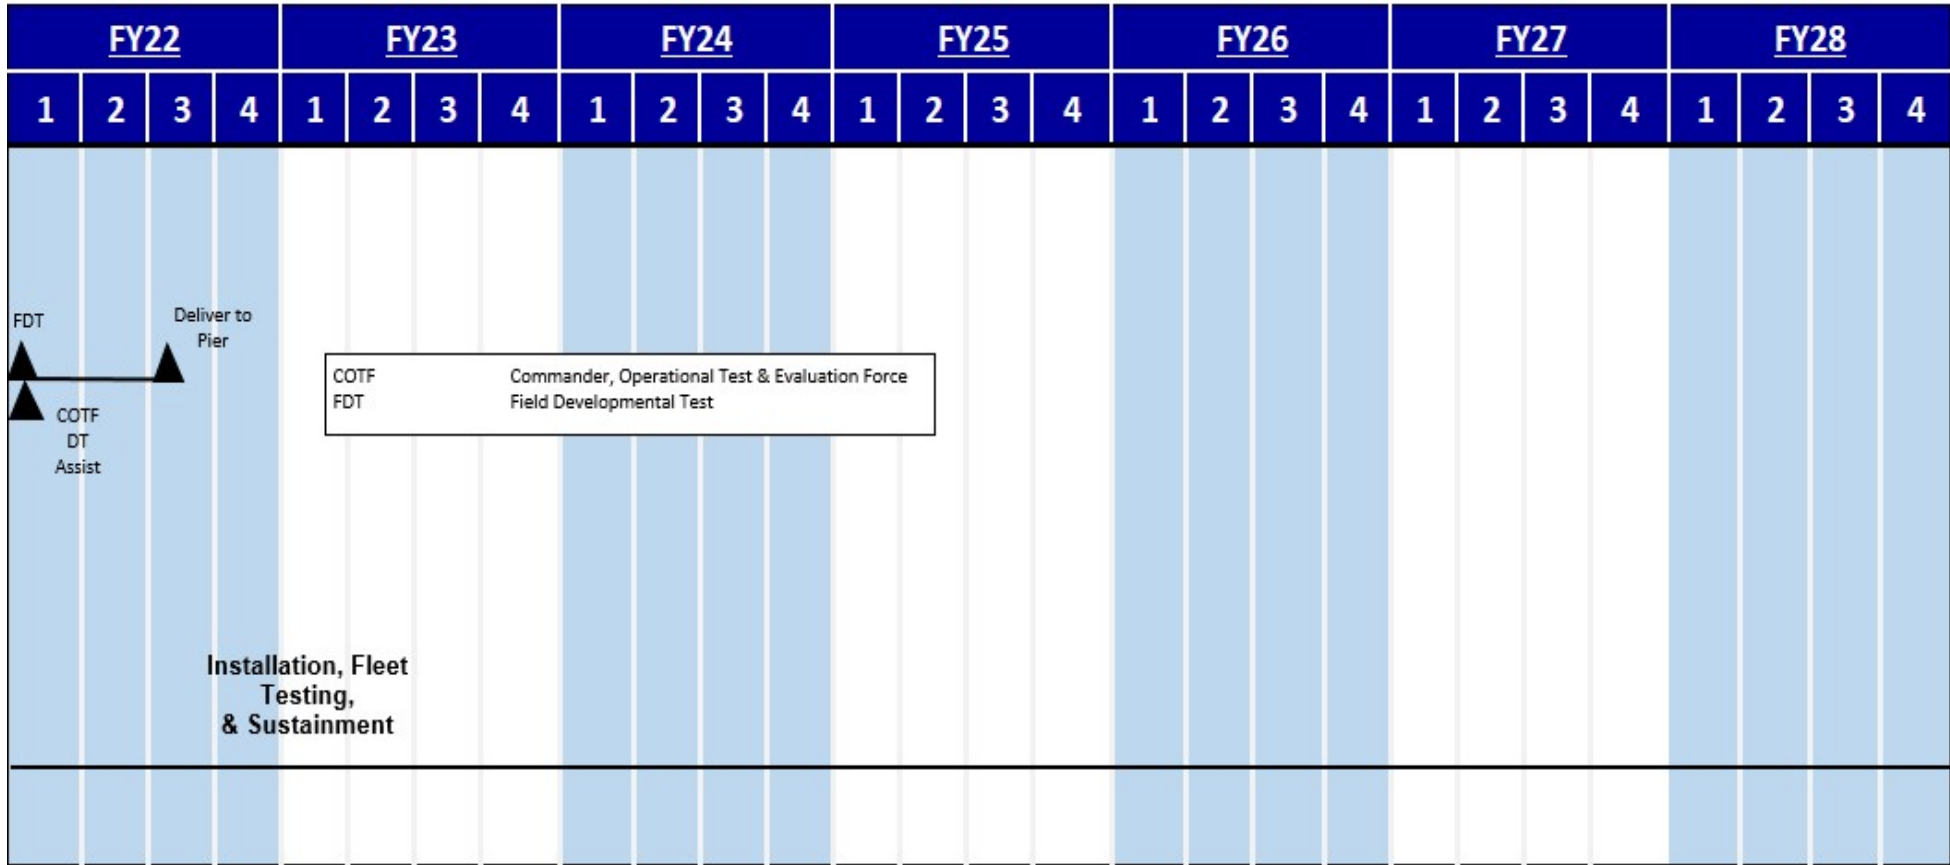 FY22 FY23 FY24 FY25 FY26 FY27 FY28
1 2 3 4 1 2 3 4 1 2 3 4 1 2 3 4 1 2 3 4 1 2 3 4 1 2 3 4
FDT
Deliver to
Pier
COTF
DT
Assist
COTF Commander, Operational Test & Evaluation Force
FDT Field Developmental Test
Installation, Fleet
Testing,
& Sustainment